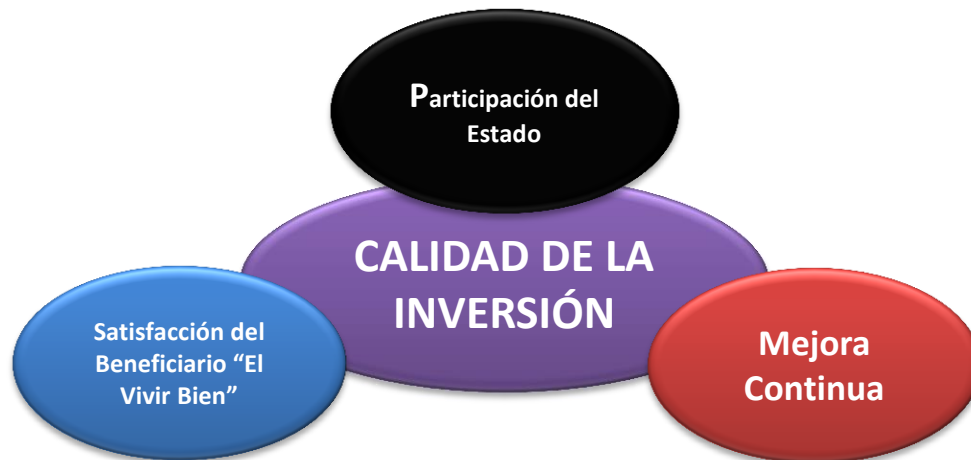 Participación del
Estado
CALIDAD DE LA
INVERSIÓN
Satisfacción del
Beneficiario “El
Vivir Bien”
Mejora
Continua